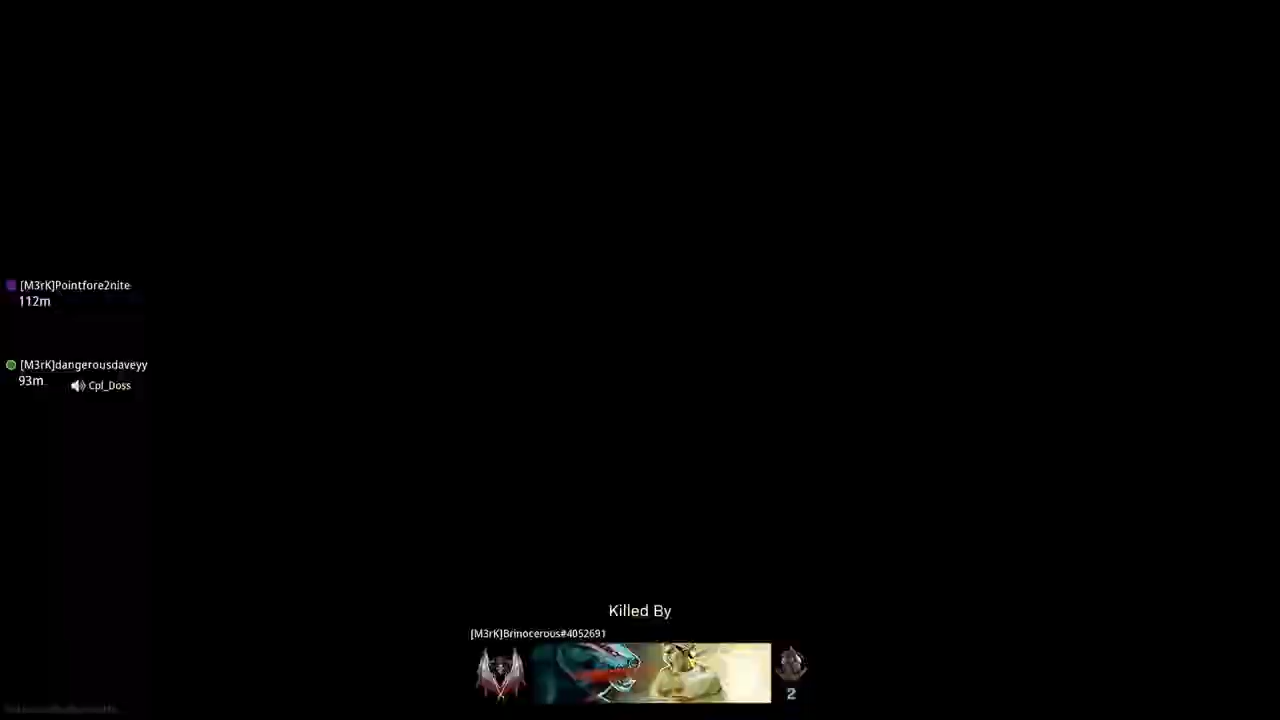 [M3rK]Pointfore2nite
112m
[M3rK]dangerousdaveyy
93m
Cpl_Doss
Killed By
[M3rK]Brinocerous#4052691
2